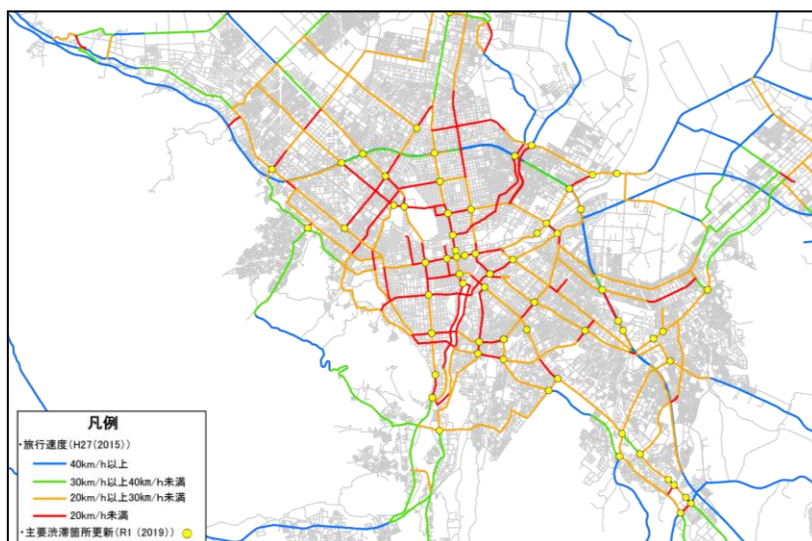 凡例
・旅行速度(H27(2015))
40km/h以上
30km/h以上40km/h未満
20km/h以上30km/h未満
20km/h未満
・主要渋滞箇所更新(R1(2019))